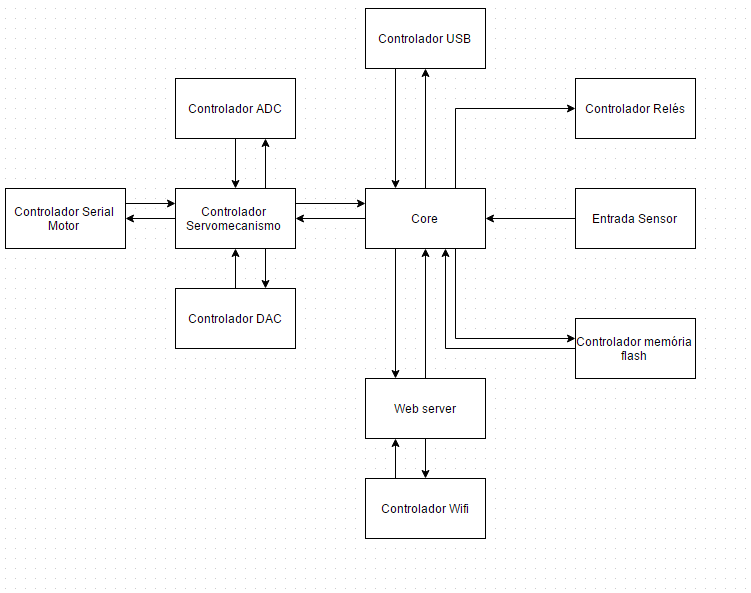 Controlador USB
Controlador ADC
Controlador Relés
Controlador Serial
Motor
Controlador
Servomecanismo
Core
Entrada Sensor
Controlador DAC
Controlador memória
flash
Web server
Controlador Wifi